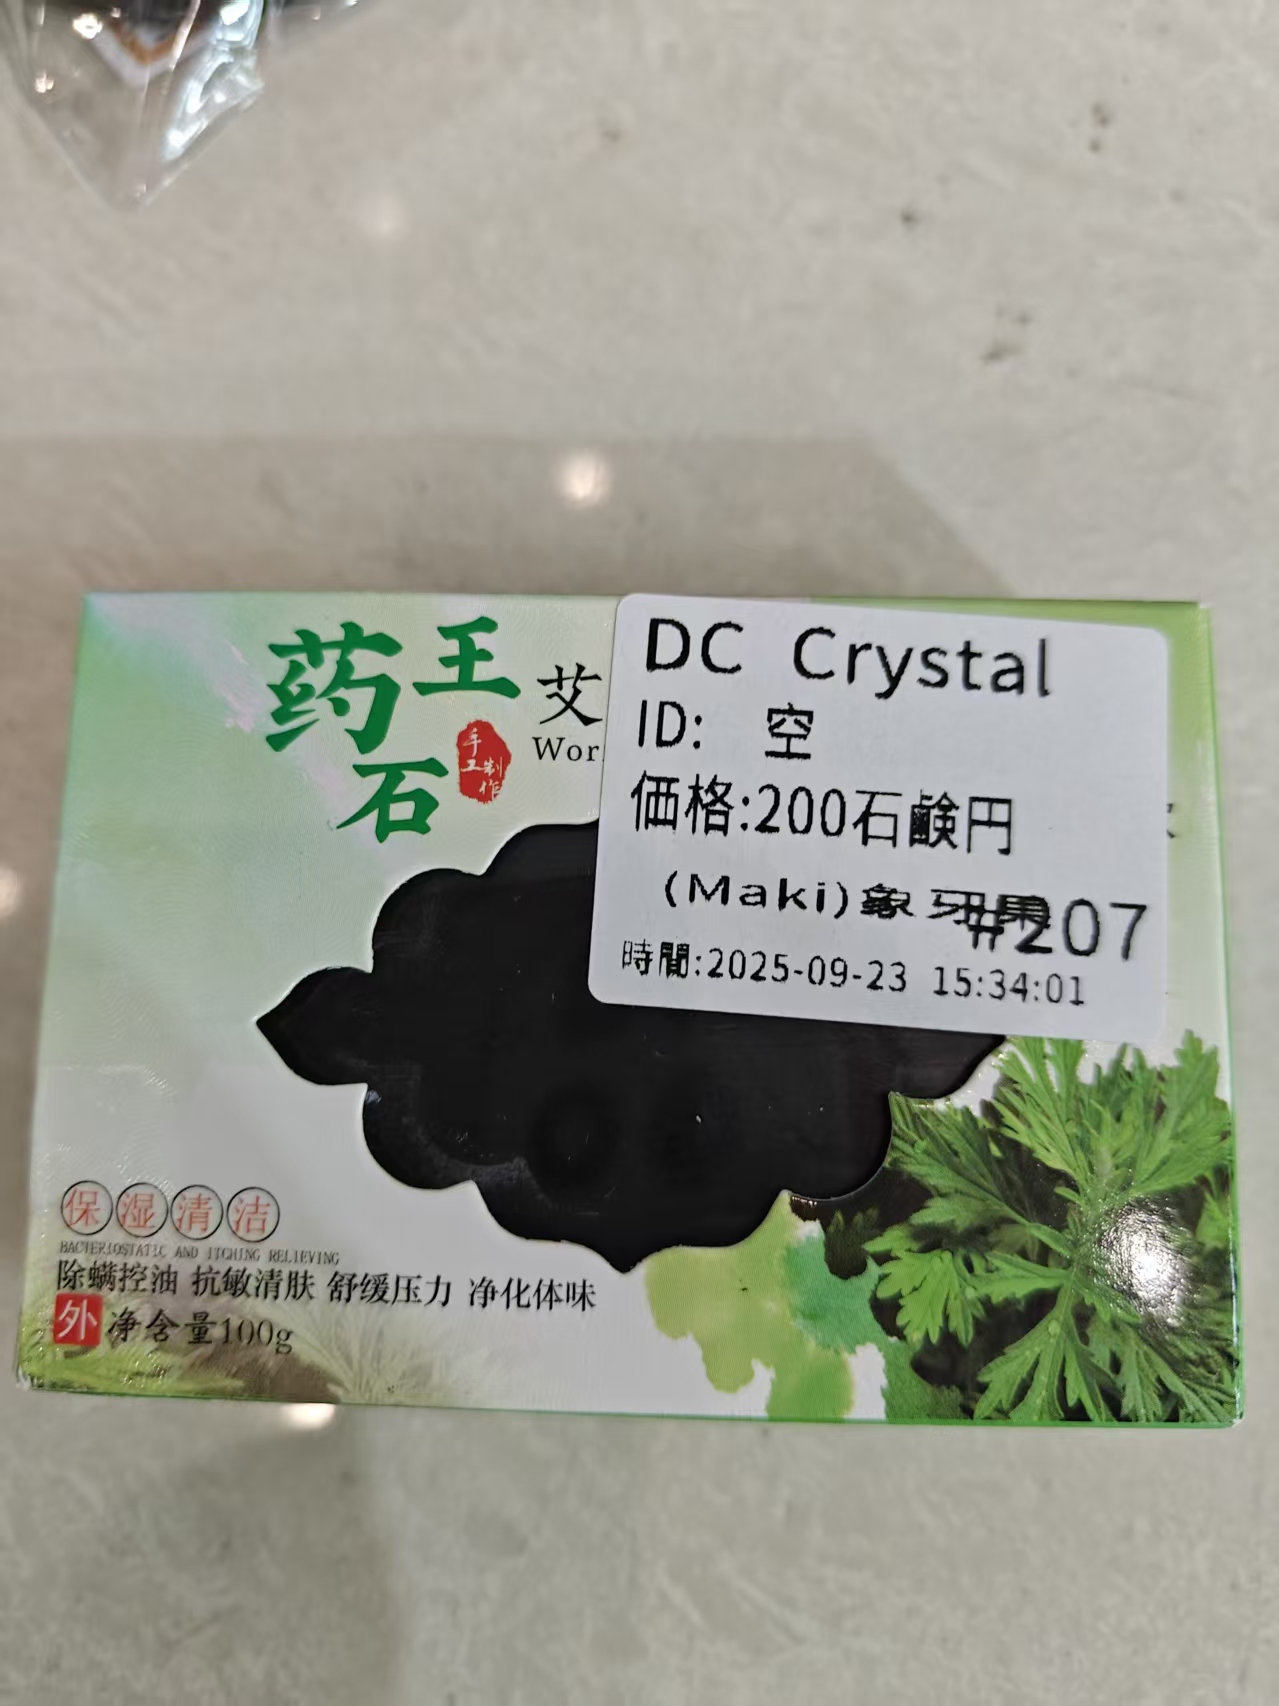 药王石
手工制作
艾
Wor
DC Crystal
ID: 空
価格:200石鹸円
(Maki)象牙果
#207
時間:2025-09-23 15:34:01
保湿清洁
BACTERIOSTATIC AND ITCHING RELIEVING
除螨控油 抗敏清肤 舒缓压力 净化体味
外 净含量100g